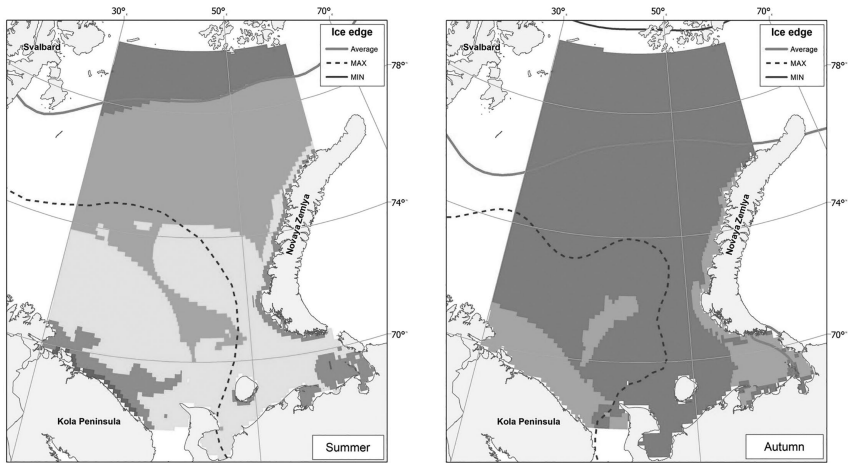 30°
50°
70°
Svalbard
Ice edge
Average
MAX
MIN
78°
74°
Novaya Zemlya
70°
Kola Peninsula
Summer
30°
50°
70°
Svalbard
Ice edge
Average
MAX
MIN
78°
74°
Novaya Zemlya
70°
Kola Peninsula
Autumn